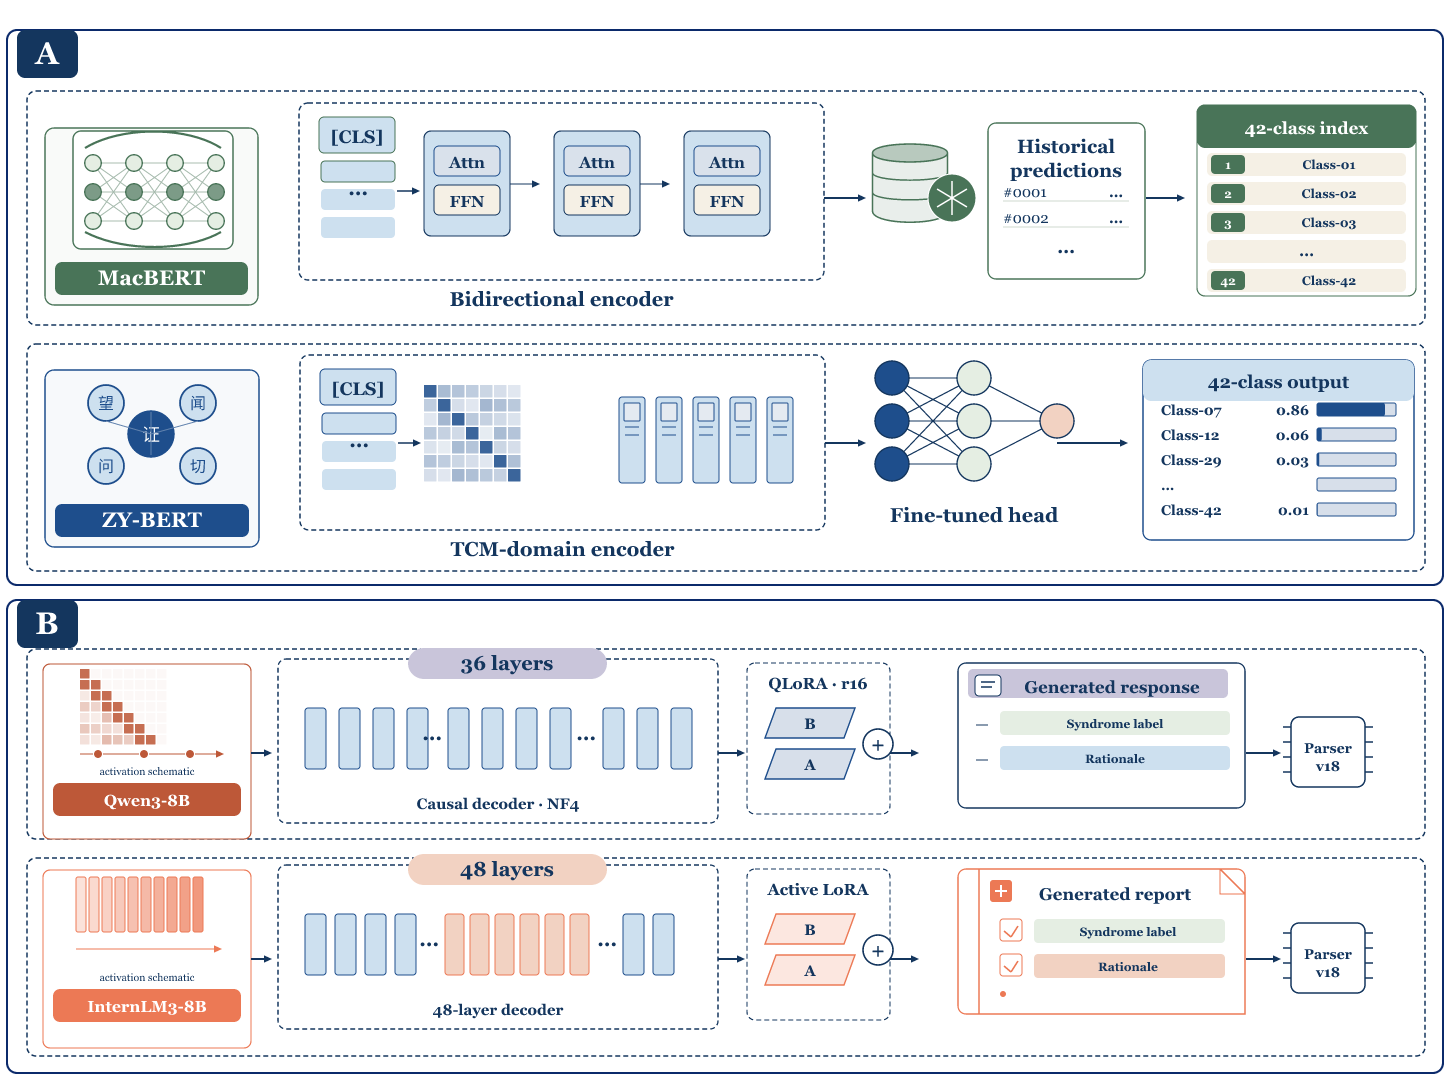 A
MacBERT
[CLS]
...
Attn
FFN
Attn
FFN
Attn
FFN
Bidirectional encoder
Historical
predictions
#0001 ...
#0002 ...
...
42-class index
1 Class-01
2 Class-02
3 Class-03
...
42 Class-42
望 闻
证
问 切
ZY-BERT
[CLS]
...
TCM-domain encoder
Fine-tuned head
42-class output
Class-07 0.86
Class-12 0.06
Class-29 0.03
...
Class-42 0.01
B
activation schematic
Qwen3-8B
36 layers
... ...
Causal decoder · NF4
QLoRA · r16
B
A
+
Generated response
Syndrome label
Rationale
Parser
v18
activation schematic
InternLM3-8B
48 layers
... ...
48-layer decoder
Active LoRA
B
A
+
Generated report
Syndrome label
Rationale
Parser
v18